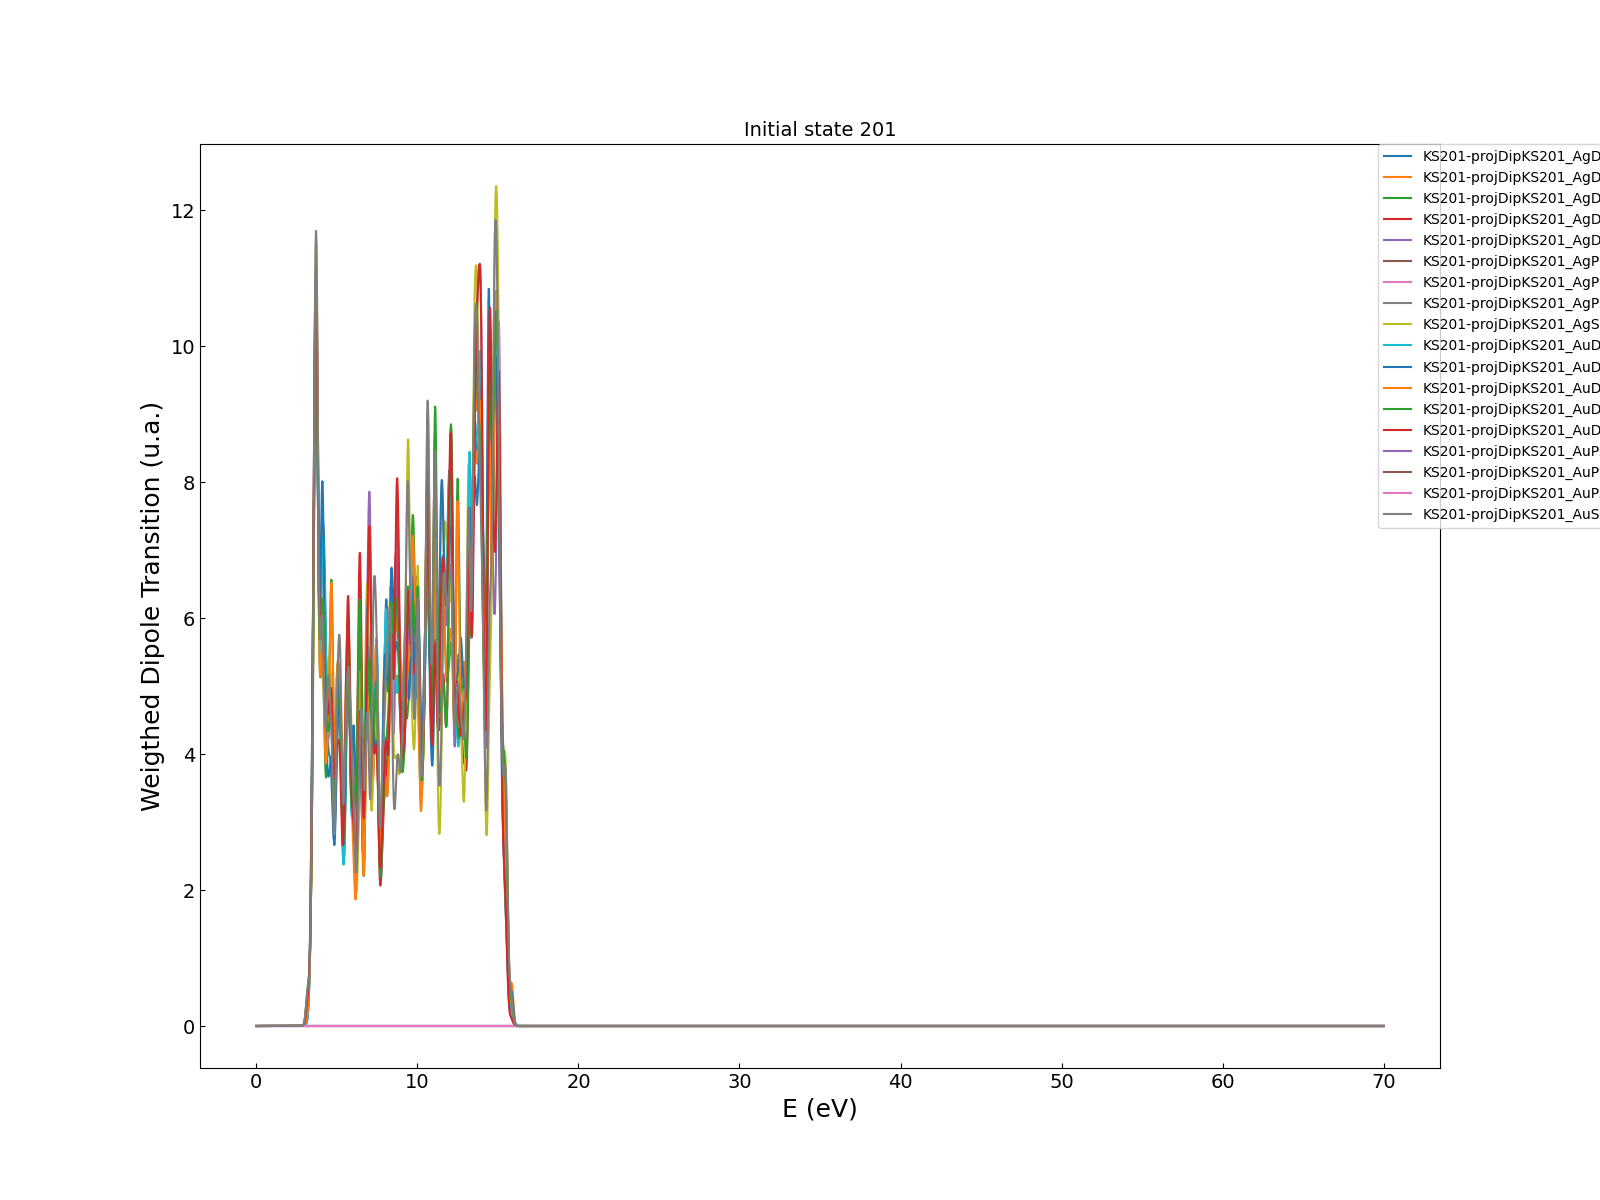 Initial state 201
KS201-projDipKS201_AgD
KS201-projDipKS201_AgD
KS201-projDipKS201_AgD
KS201-projDipKS201_AgD
KS201-projDipKS201_AgD
KS201-projDipKS201_AgP
KS201-projDipKS201_AgP
KS201-projDipKS201_AgP
KS201-projDipKS201_AgS
KS201-projDipKS201_AuD
KS201-projDipKS201_AuD
KS201-projDipKS201_AuD
KS201-projDipKS201_AuD
KS201-projDipKS201_AuD
KS201-projDipKS201_AuP
KS201-projDipKS201_AuP
KS201-projDipKS201_AuP
KS201-projDipKS201_AuS
Weigthed Dipole Transition (u.a.)
12
10
8
6
4
2
0
0 10 20 30 40 50 60 70
E (eV)